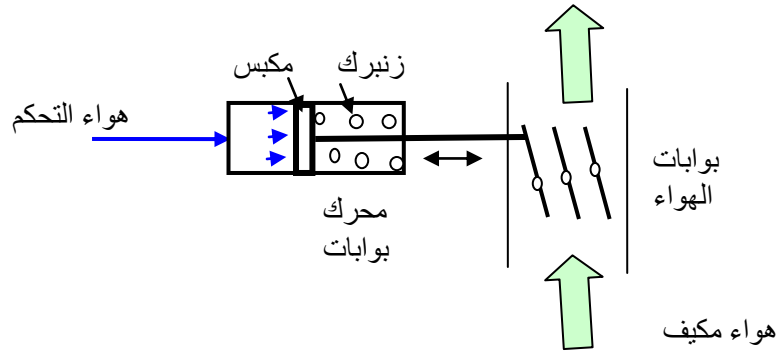 زنبرك
مكبس
هواء التحكم
بوابات
الهواء
محرك
بوابات
هواء مكيف